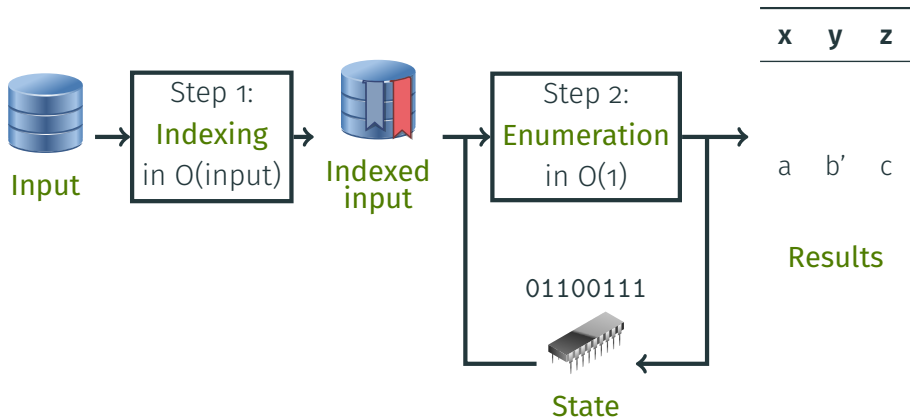 Input
Step 1:
Indexing
in O(input)
Indexed
input
Step 2:
Enumeration
in O(1)
01100111
State
x y z
a b’ c
Results